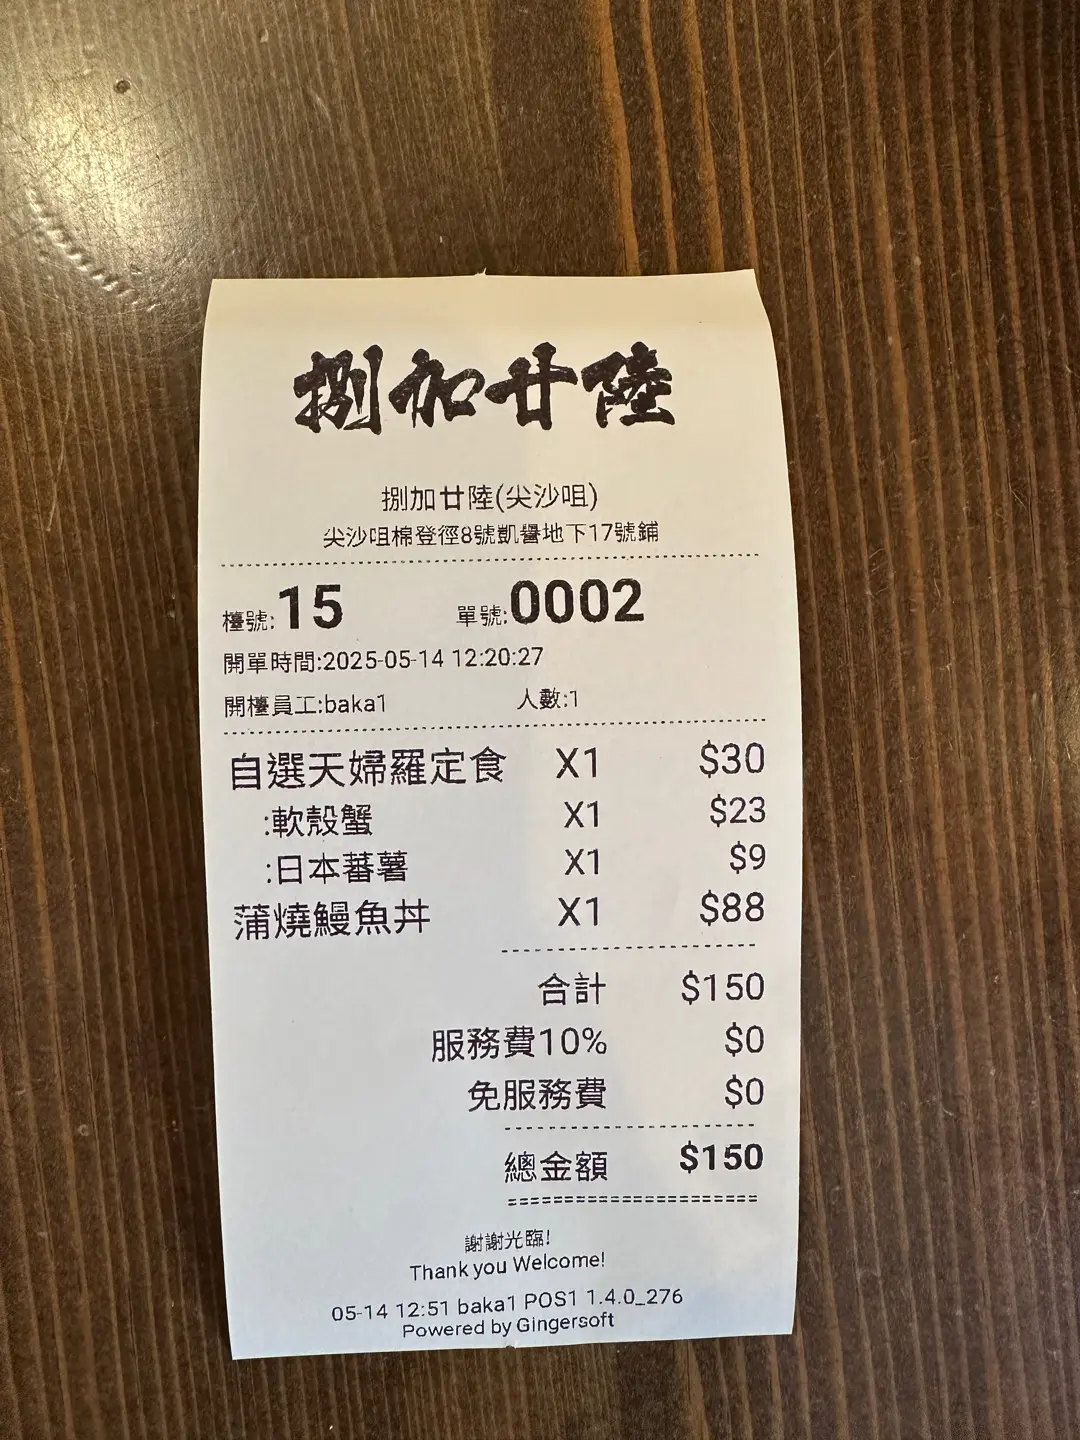 捌加廿陸
捌加廿陸(尖沙咀)
尖沙咀棉登徑8號凱譽地下17號鋪
檯號:15 單號:0002
開單時間:2025-05-14 12:20:27
開檯員工:baka1 人數:1
自選天婦羅定食 X1 $30
:軟殼蟹 X1 $23
:日本蕃薯 X1 $9
蒲燒鰻魚丼 X1 $88
合計 $150
服務費10% $0
免服務費 $0
總金額 $150
謝謝光臨!
Thank you Welcome!
05-14 12:51 baka1 POS1 1.4.0_276
Powered by Gingersoft